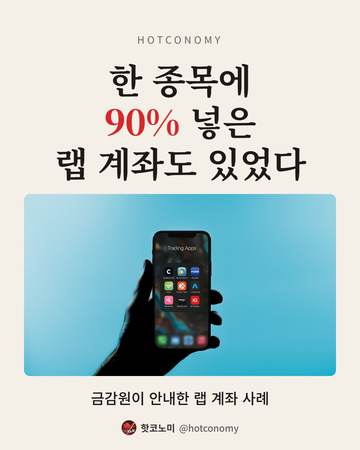 HOTCONOMY
한 종목에
90% 넣은
랩 계좌도 있었다
Trading Apps
금감원이 안내한 랩 계좌 사례
핫코노미 @hotconomy